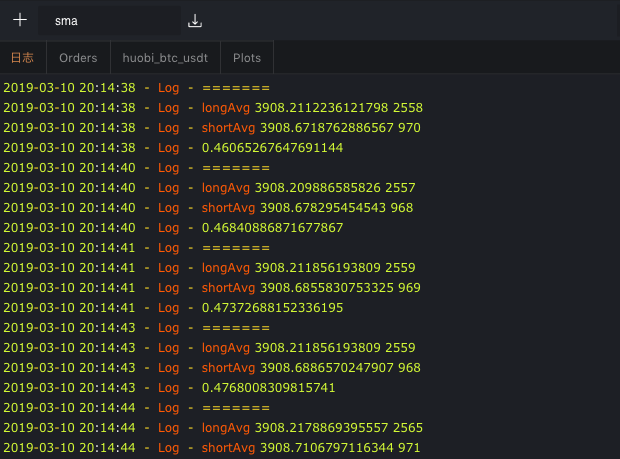 sma
日志 Orders huobi_btc_usdt Plots
2019-03-10 20:14:38 - Log - =======
2019-03-10 20:14:38 - Log - longAvg 3908.2112236121798 2558
2019-03-10 20:14:38 - Log - shortAvg 3908.6718762886567 970
2019-03-10 20:14:38 - Log - 0.46065267647691144
2019-03-10 20:14:40 - Log - =======
2019-03-10 20:14:40 - Log - longAvg 3908.209886585826 2557
2019-03-10 20:14:40 - Log - shortAvg 3908.678295454543 968
2019-03-10 20:14:40 - Log - 0.46840886871677867
2019-03-10 20:14:41 - Log - =======
2019-03-10 20:14:41 - Log - longAvg 3908.211856193809 2559
2019-03-10 20:14:41 - Log - shortAvg 3908.6855830753325 969
2019-03-10 20:14:41 - Log - 0.47372688152336195
2019-03-10 20:14:43 - Log - =======
2019-03-10 20:14:43 - Log - longAvg 3908.211856193809 2559
2019-03-10 20:14:43 - Log - shortAvg 3908.6886570247907 968
2019-03-10 20:14:43 - Log - 0.4768008309815741
2019-03-10 20:14:44 - Log - =======
2019-03-10 20:14:44 - Log - longAvg 3908.2178869395557 2565
2019-03-10 20:14:44 - Log - shortAvg 3908.7106797116344 971